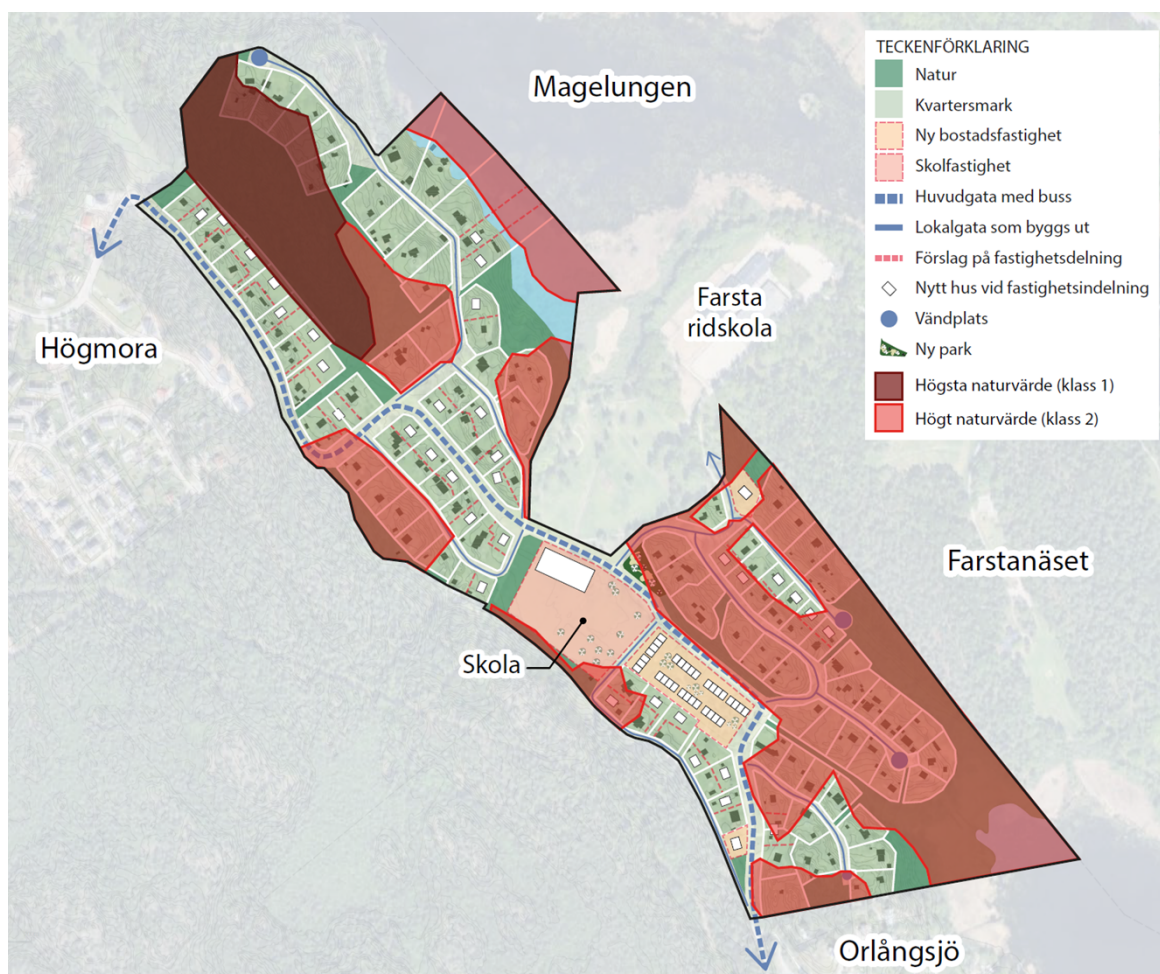 TECKENFÖRKLARING
Natur
Kvartersmark
Ny bostadsfastighet
Skolfastighet
Huvudgata med buss
Lokalgata som byggs ut
Förslag på fastighetsdelning
Nytt hus vid fastighetsindelning
Vändplats
Ny park
Högsta naturvärde (klass 1)
Högt naturvärde (klass 2)
Magelungen
Farsta
ridskola
Högmora
Farstanäset
Skola
Orlångsjö